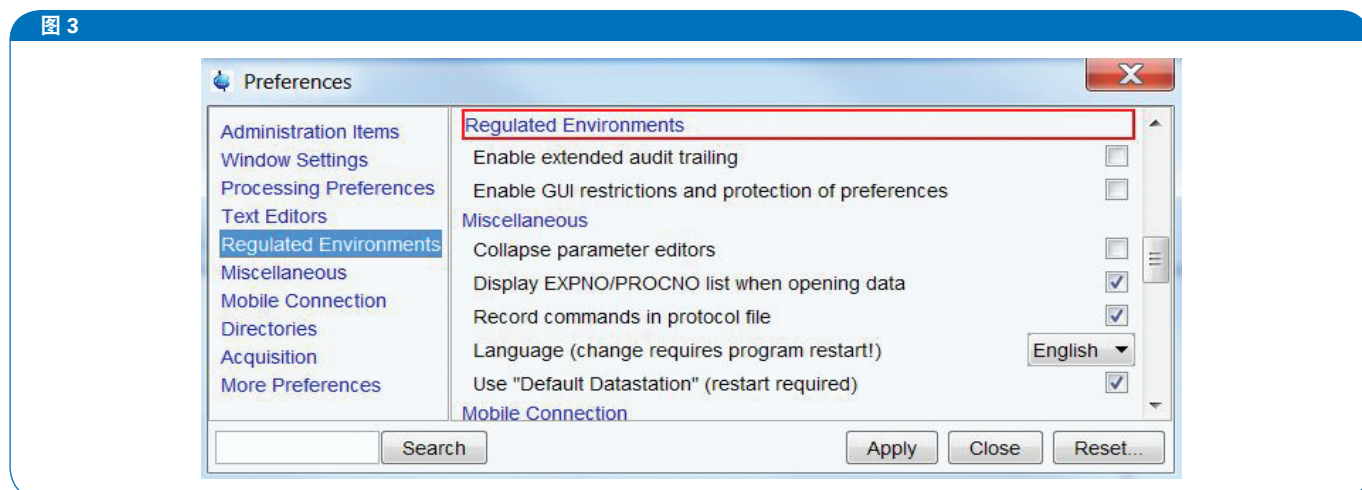 图 3
Preferences
Administration Items
Window Settings
Processing Preferences
Text Editors
Regulated Environments
Miscellaneous
Mobile Connection
Directories
Acquisition
More Preferences
Regulated Environments
Enable extended audit trailing
Enable GUI restrictions and protection of preferences
Miscellaneous
Collapse parameter editors
Display EXPNO/PROCNO list when opening data
Record commands in protocol file
Language (change requires program restart!) English
Use "Default Datastation" (restart required)
Mobile Connection
Search Apply Close Reset...